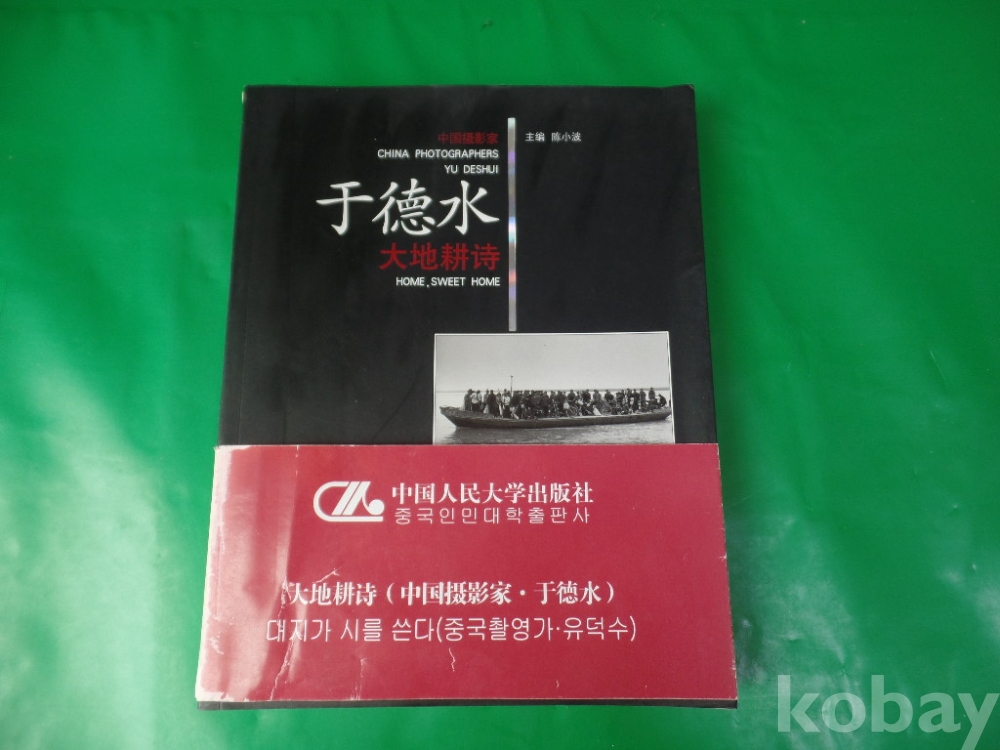 中国摄影家
CHINA PHOTOGRAPHERS
YU DESHUI
于德水
大地耕诗
HOME, SWEET HOME
主编 陈小波
中国人民大学出版社
중국인민대학출판사
大地耕诗（中国摄影家·于德水）
대지가 시를 쓴다(중국촬영가·유덕수)
kobay